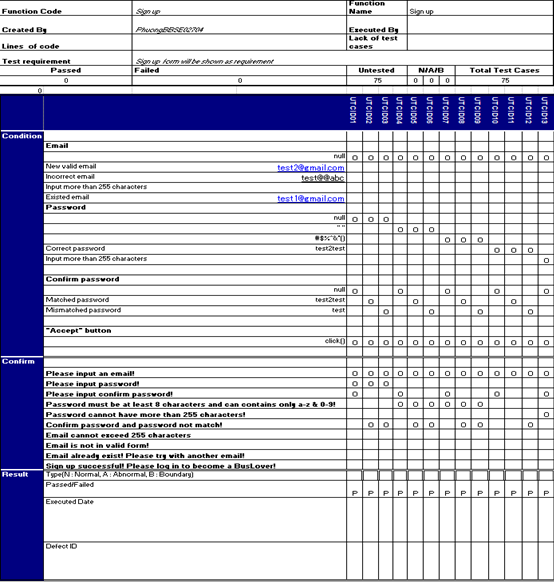 Function Code Sign up Function Name Sign up
Created By PhuongBBSE02704 Executed By
Lines of code Lack of test cases
Test requirement Sign up form will be shown as requirement
Passed Failed Untested N/A/B Total Test Cases
0 0 75 0 0 0 75
0
UTCID01 UTCID02 UTCID03 UTCID04 UTCID05 UTCID06 UTCID07 UTCID08 UTCID09 UTCID10 UTCID11 UTCID12 UTCID13
Condition
Email
null O O O O O O O O O O O O O
New valid email test2@gmail.com
Incorrect email test@@abc
Input more than 255 characters
Existed email test1@gmail.com
Password
null O O O
" " O O O
O O O
Correct password test2test O O O
Input more than 255 characters O
Confirm password
null O O O O O
Matched password test2test O O O O
Mismatched password test O O O O
"Accept" button
click() O O O O O O O O O O O O O
Confirm
Please input an email! O O O O O O O O O O O O O
Please input password! O O O
Please input confirm password! O O O O O
Password must be at least 8 characters and can contains only a-z & 0-9! O O O O O O
Password cannot have more than 255 characters! O
Confirm password and password not match! O O O O O O O
Email cannot exceed 255 characters
Email is not in valid form!
Email already exist! Please try with another email!
Sign up successful! Please log in to become a BusLover!
Result Type(N : Normal, A : Abnormal, B : Boundary)
Passed/Failed P P P P P P P P P P P P P
Executed Date
Defect ID